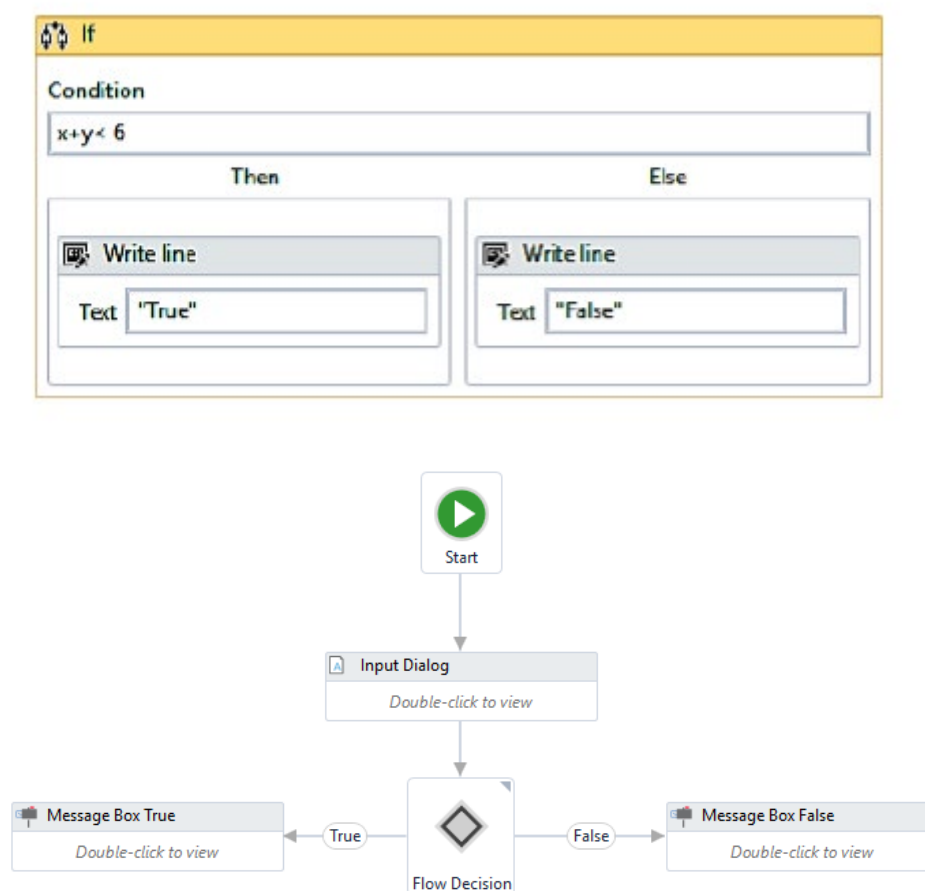 If
Condition
x+y< 6
Then Else
Write line Write line
Text "True" Text "False"
Start
Input Dialog
Double-click to view
Message Box True True False Message Box False
Double-click to view Double-click to view
Flow Decision